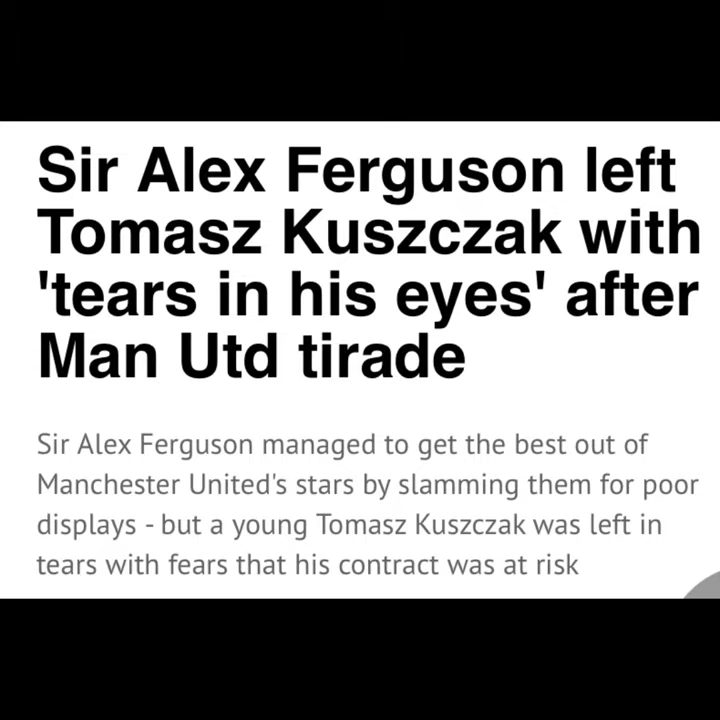 Sir Alex Ferguson left
Tomasz Kuszczak with
'tears in his eyes' after
Man Utd tirade
Sir Alex Ferguson managed to get the best out of
Manchester United's stars by slamming them for poor
displays - but a young Tomasz Kuszczak was left in
tears with fears that his contract was at risk